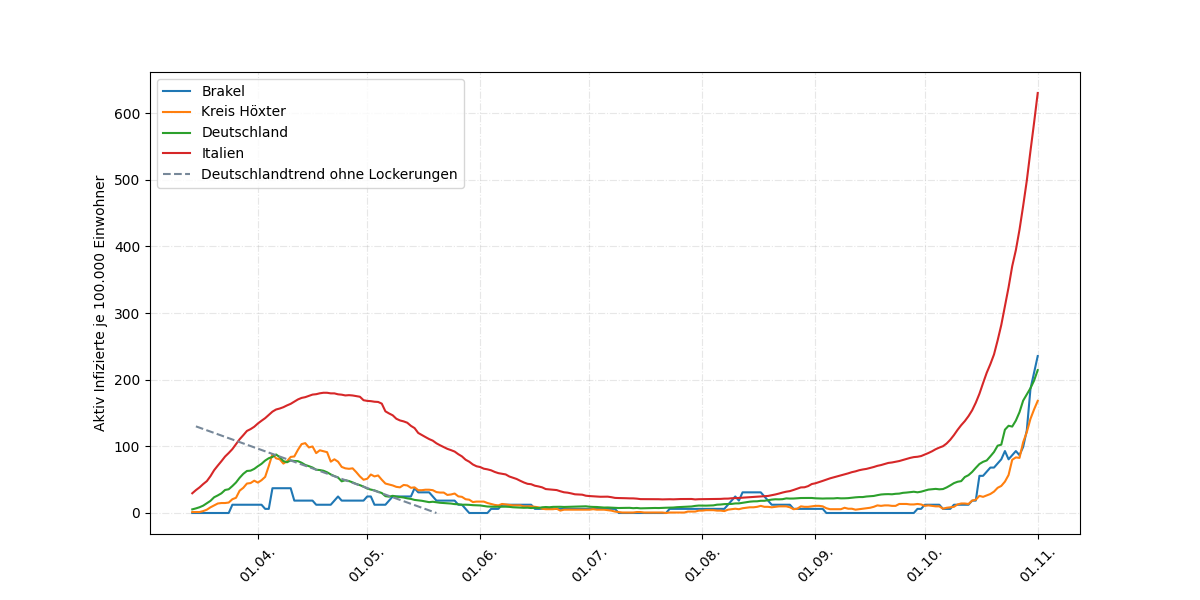 Brakel
Kreis Höxter
Deutschland
Italien
Deutschlandtrend ohne Lockerungen
Aktiv Infizierte je 100.000 Einwohner
600
500
400
300
200
100
0
01.04.
01.05.
01.06.
01.07.
01.08.
01.09.
01.10.
01.11.